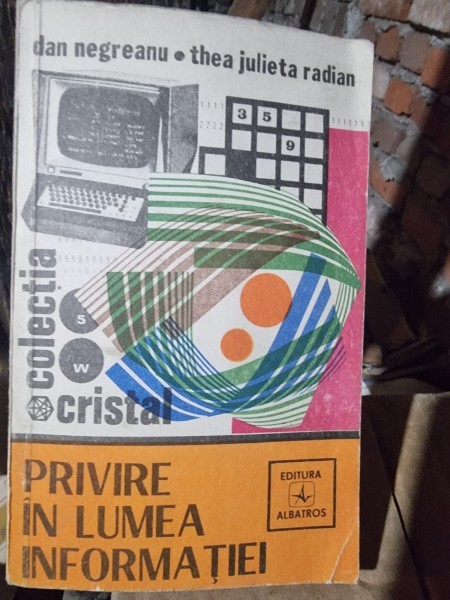 dan negreanu • thea julieta radian
3 5
9
colecția
5
w
cristal
PRIVIRE
ÎN LUMEA
INFORMAȚIEI
EDITURA
ALBATROS